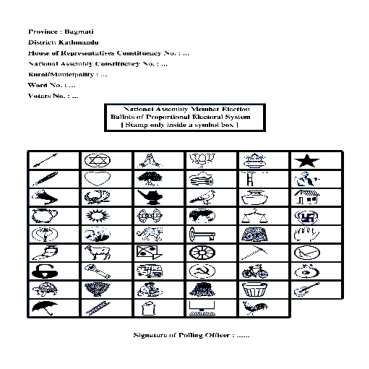 Province : Bagmati
District: Kathmandu
House of Representatives Constituency No. : ...
National Assembly Constituency No. : ...
Rural/Municipality : ...
Word No. : ...
Voters No. : ...
National Assembly Member Election
Ballots of Proportional Electoral System
[ Stamp only inside a symbol box ]
Signature of Polling Officer : ......